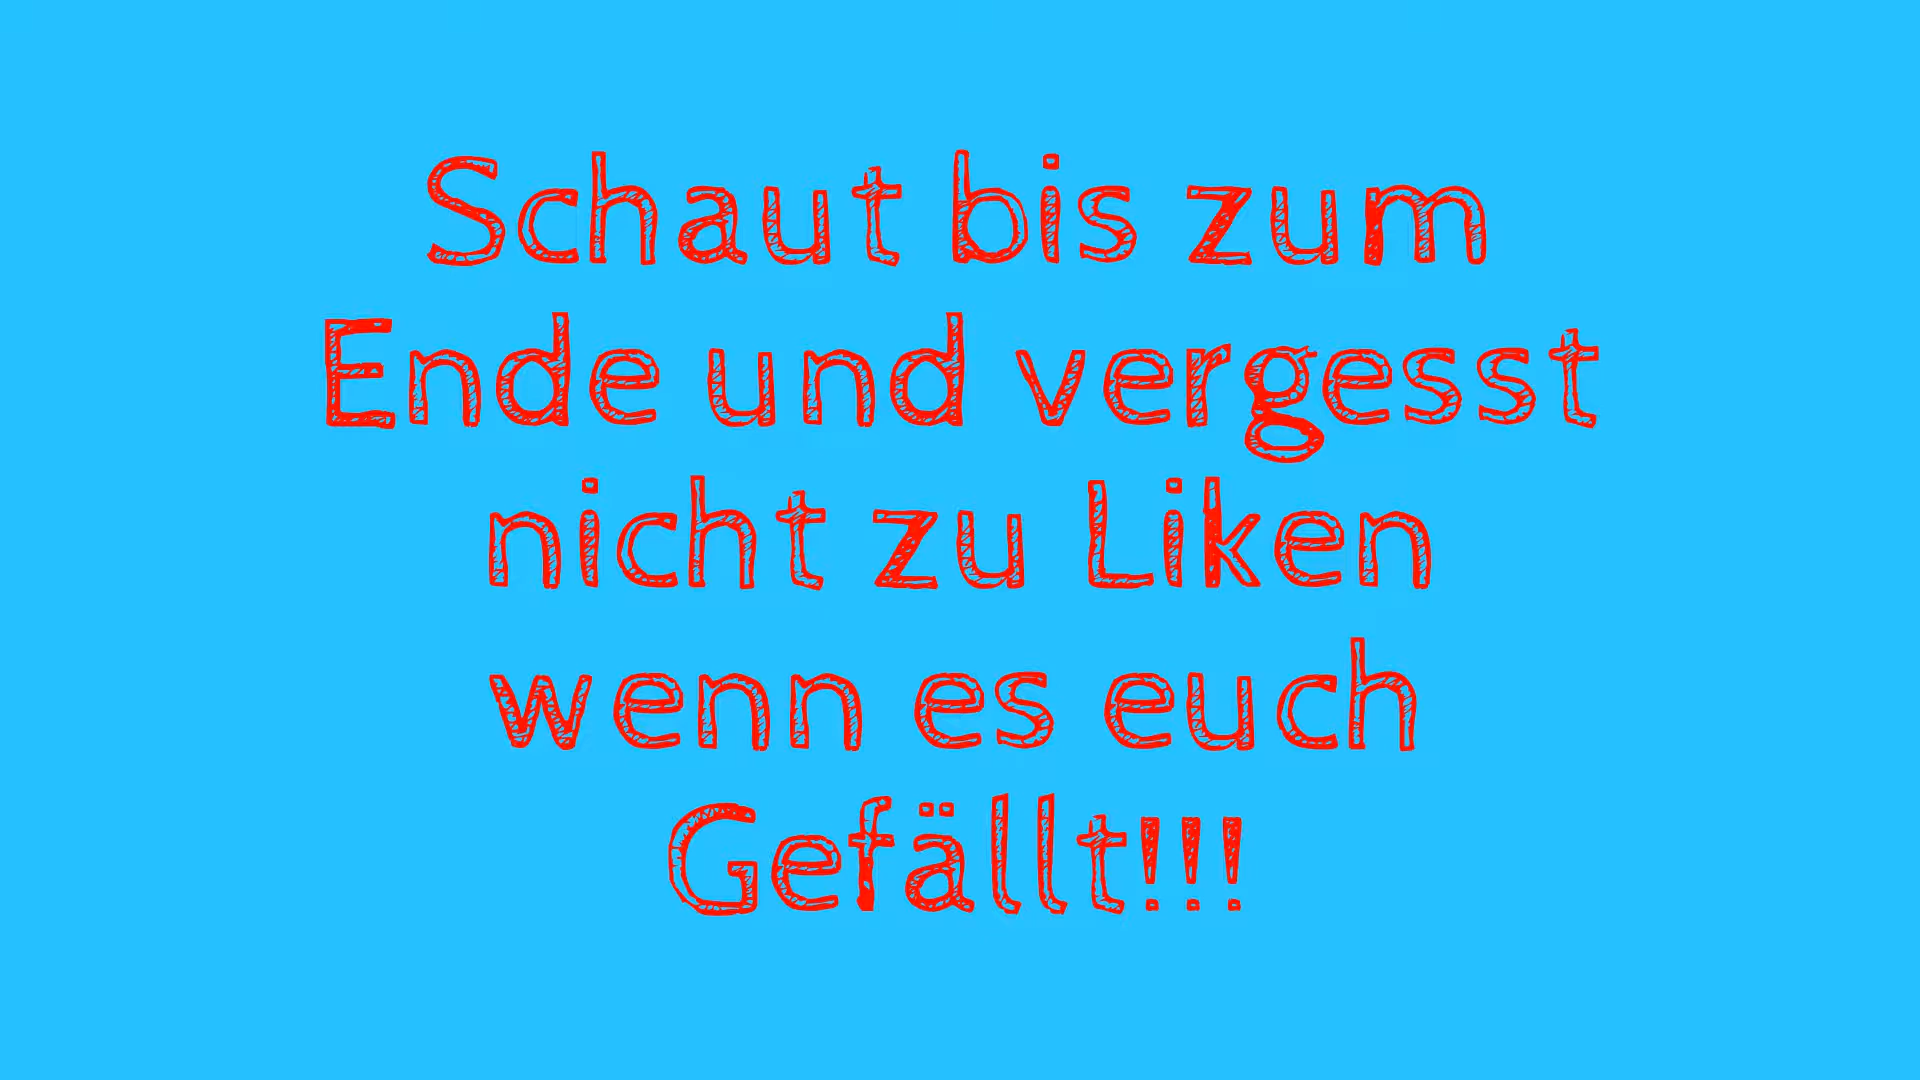 Schaut bis zum
Ende und vergesst
nicht zu Liken
wenn es euch
Gefällt!!!